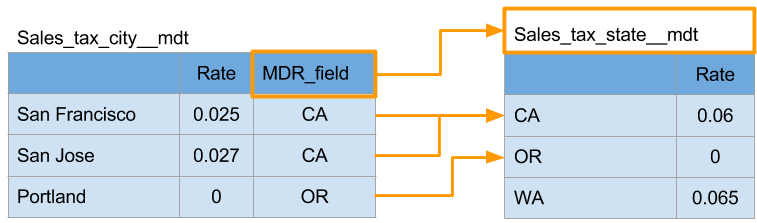 Sales_tax_city__mdt
Rate MDR_field
San Francisco 0.025 CA
San Jose 0.027 CA
Portland 0 OR
Sales_tax_state__mdt
Rate
CA 0.06
OR 0
WA 0.065